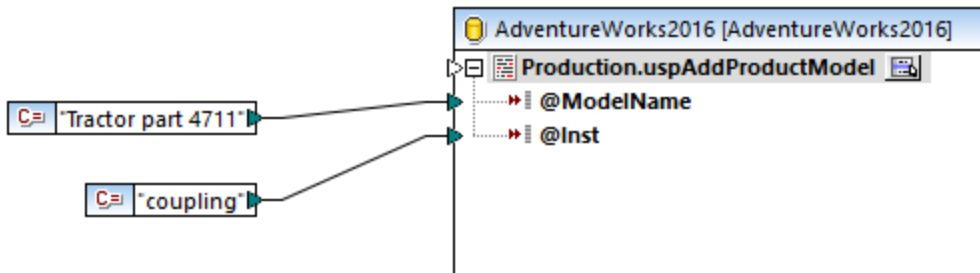 AdventureWorks2016 [AdventureWorks2016]
Production.uspAddProductModel
C= "Tractor part 4711"
@ModelName
@Inst
C= "coupling"